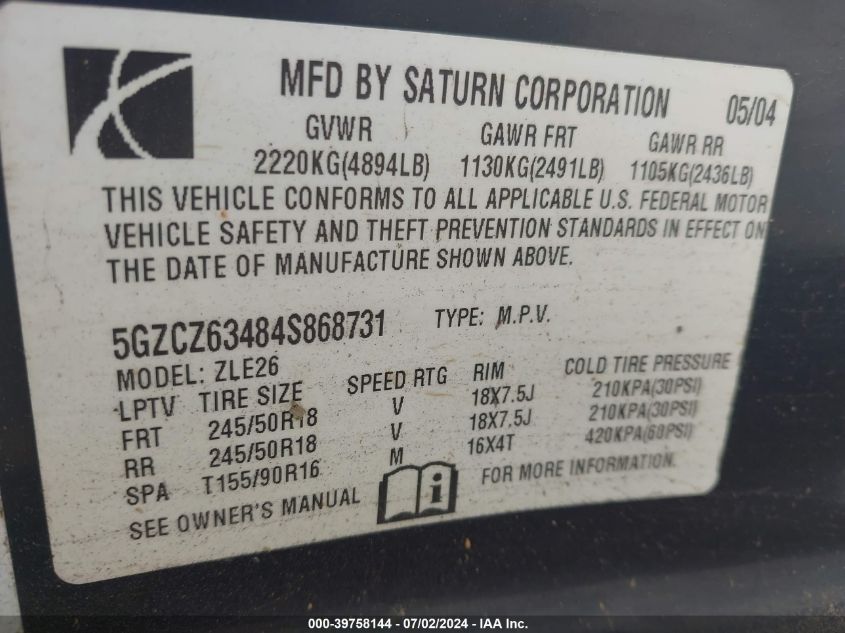 MFD BY SATURN CORPORATION 05/04
GVWR GAWR FRT GAWR RR
2220KG(4894LB) 1130KG(2491LB) 1105KG(2436LB)
THIS VEHICLE CONFORMS TO ALL APPLICABLE U.S. FEDERAL MOTOR
VEHICLE SAFETY AND THEFT PREVENTION STANDARDS IN EFFECT ON
THE DATE OF MANUFACTURE SHOWN ABOVE.
5GZCZ63484S868731 TYPE: M.P.V.
MODEL: ZLE26
LPTV TIRE SIZE SPEED RTG RIM COLD TIRE PRESSURE
FRT 245/50R18 V 18X7.5J 210KPA(30PSI)
RR 245/50R18 V 18X7.5J 210KPA(30PSI)
SPA T155/90R16 M 16X4T 420KPA(60PSI)
SEE OWNER'S MANUAL i FOR MORE INFORMATION.
000-39758144 - 07/02/2024 - IAA Inc.